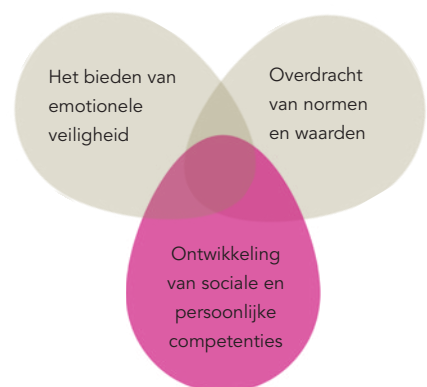 Het bieden van
emotionele
veiligheid
Overdracht
van normen
en waarden
Ontwikkeling
van sociale en
persoonlijke
competenties